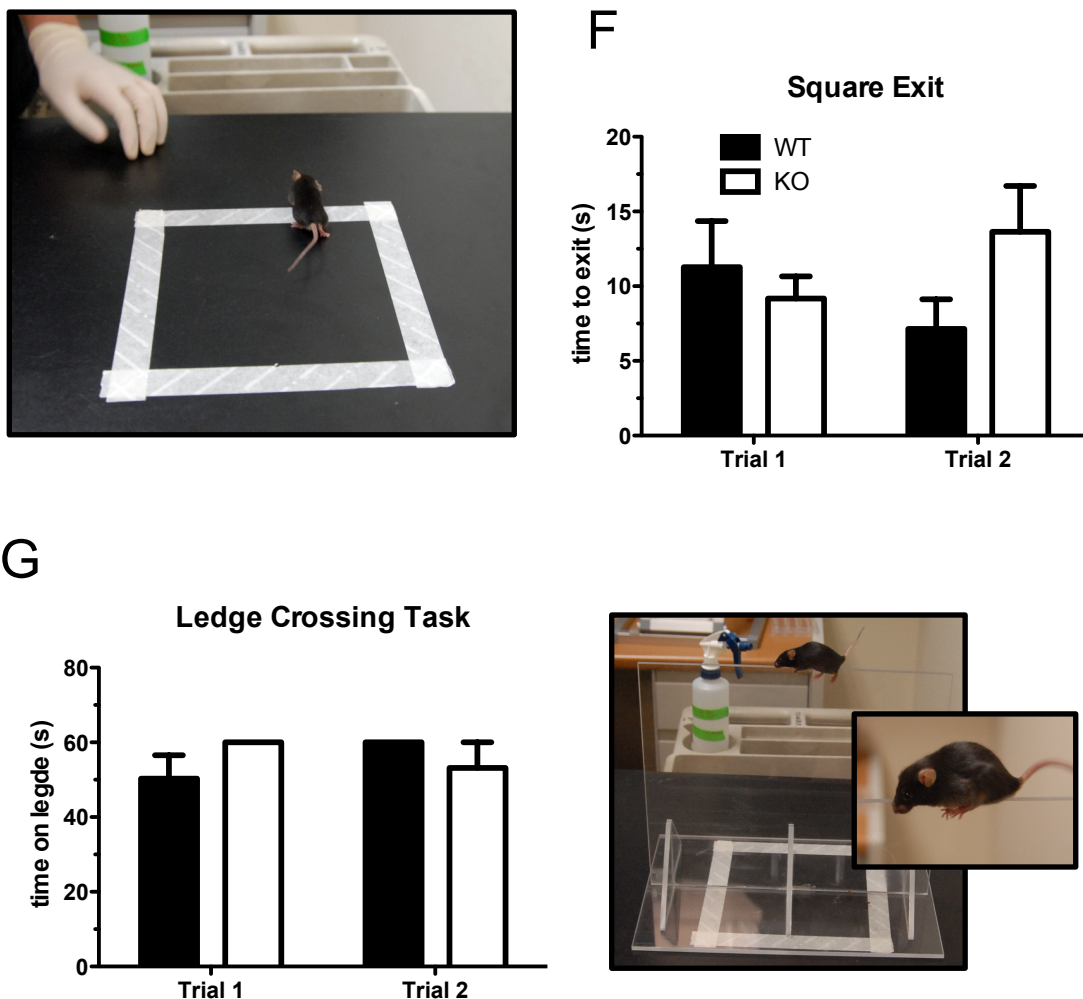 F
Square Exit
20
15
10
5
0
time to exit (s)
WT
KO
Trial 1 Trial 2
G
Ledge Crossing Task
80
60
40
20
0
time on legde (s)
Trial 1 Trial 2